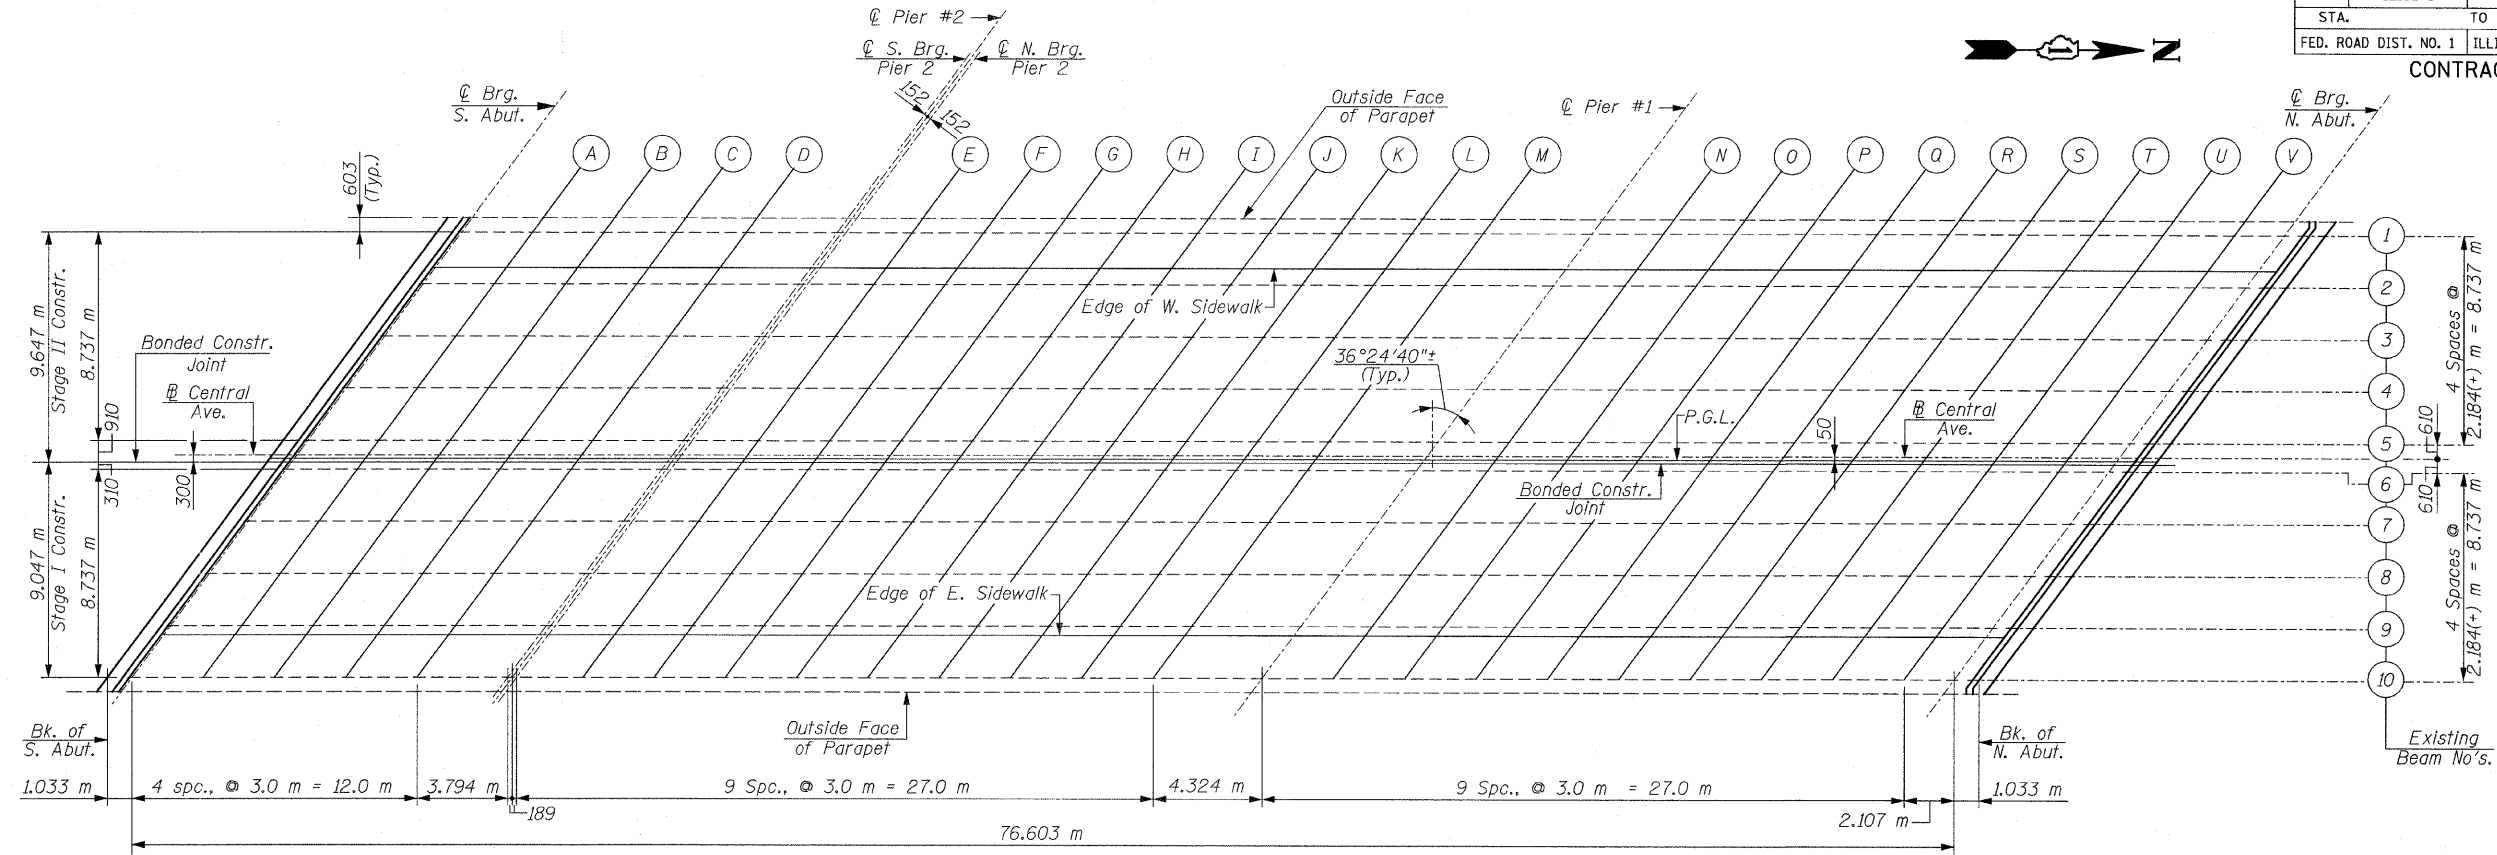 STA. TO
FED. ROAD DIST. NO. 1 ILLI
CONTRAC
N
℄ Pier #2
℄ S. Brg.
Pier 2
℄ N. Brg.
Pier 2
℄ Brg.
S. Abut.
152
152
Outside Face
of Parapet
℄ Pier #1
℄ Brg.
N. Abut.
603
(Typ.)
A B C D E F G H I J K L M N O P Q R S T U V
1
2
3
4
5
6
7
8
9
10
9.647 m
Stage II Constr.
8.737 m
Edge of W. Sidewalk
4 Spaces @
2.184(+) m = 8.737 m
Bonded Constr.
Joint
36°24'40"±
(Typ.)
℄ Central
Ave.
910
P.G.L.
150
℄ Central
Ave.
610
310
300
Bonded Constr.
Joint
610
9.047 m
Stage I Constr.
8.737 m
Edge of E. Sidewalk
4 Spaces @
2.184(+) m = 8.737 m
Bk. of
S. Abut.
Outside Face
of Parapet
Bk. of
N. Abut.
Existing
Beam No's.
1.033 m
4 spc., @ 3.0 m = 12.0 m
3.794 m
189
9 Spc., @ 3.0 m = 27.0 m
4.324 m
9 Spc., @ 3.0 m = 27.0 m
2.107 m
1.033 m
76.603 m